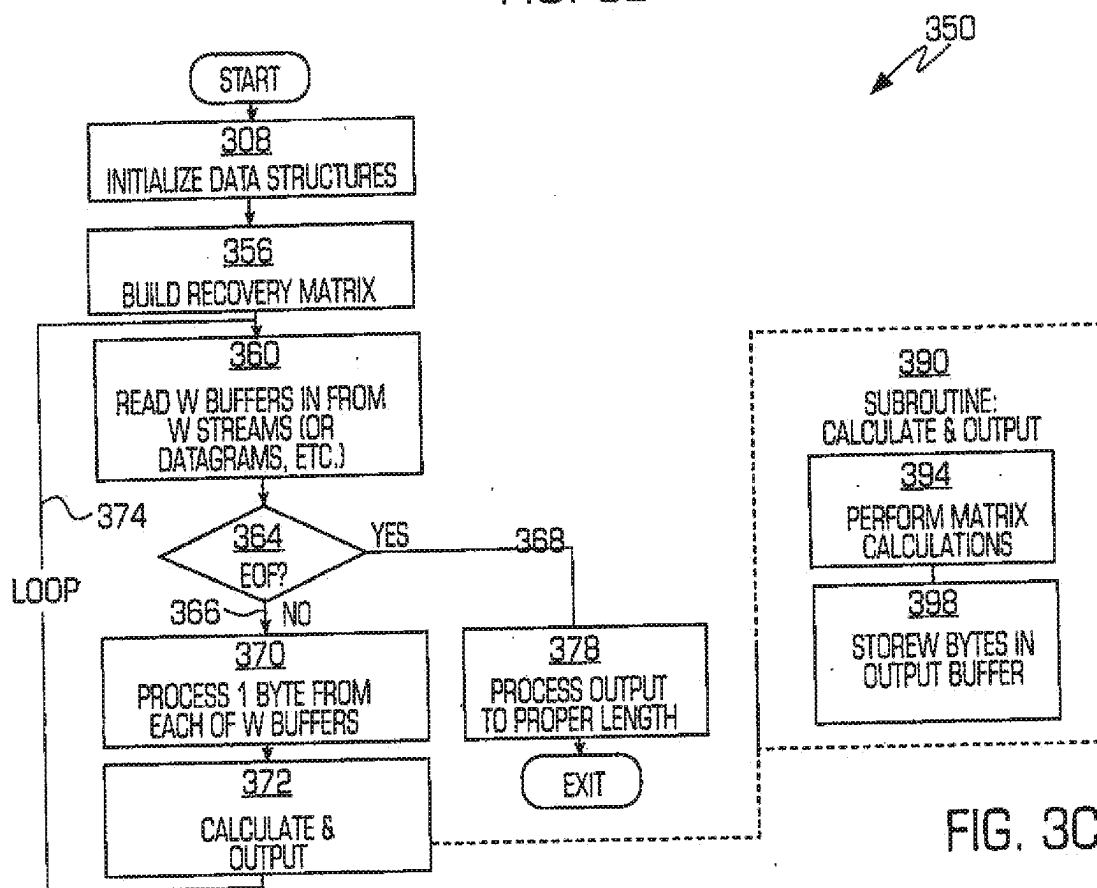 350
START
308
INITIALIZE DATA STRUCTURES
356
BUILD RECOVERY MATRIX
360
READ W BUFFERS IN FROM
W STREAMS (OR
DATAGRAMS, ETC.)
374
LOOP
364
EOF?
YES
368
366
NO
370
PROCESS 1 BYTE FROM
EACH OF W BUFFERS
372
CALCULATE &
OUTPUT
378
PROCESS OUTPUT
TO PROPER LENGTH
EXIT
390
SUBROUTINE:
CALCULATE & OUTPUT
394
PERFORM MATRIX
CALCULATIONS
398
STOREW BYTES IN
OUTPUT BUFFER
FIG. 3C